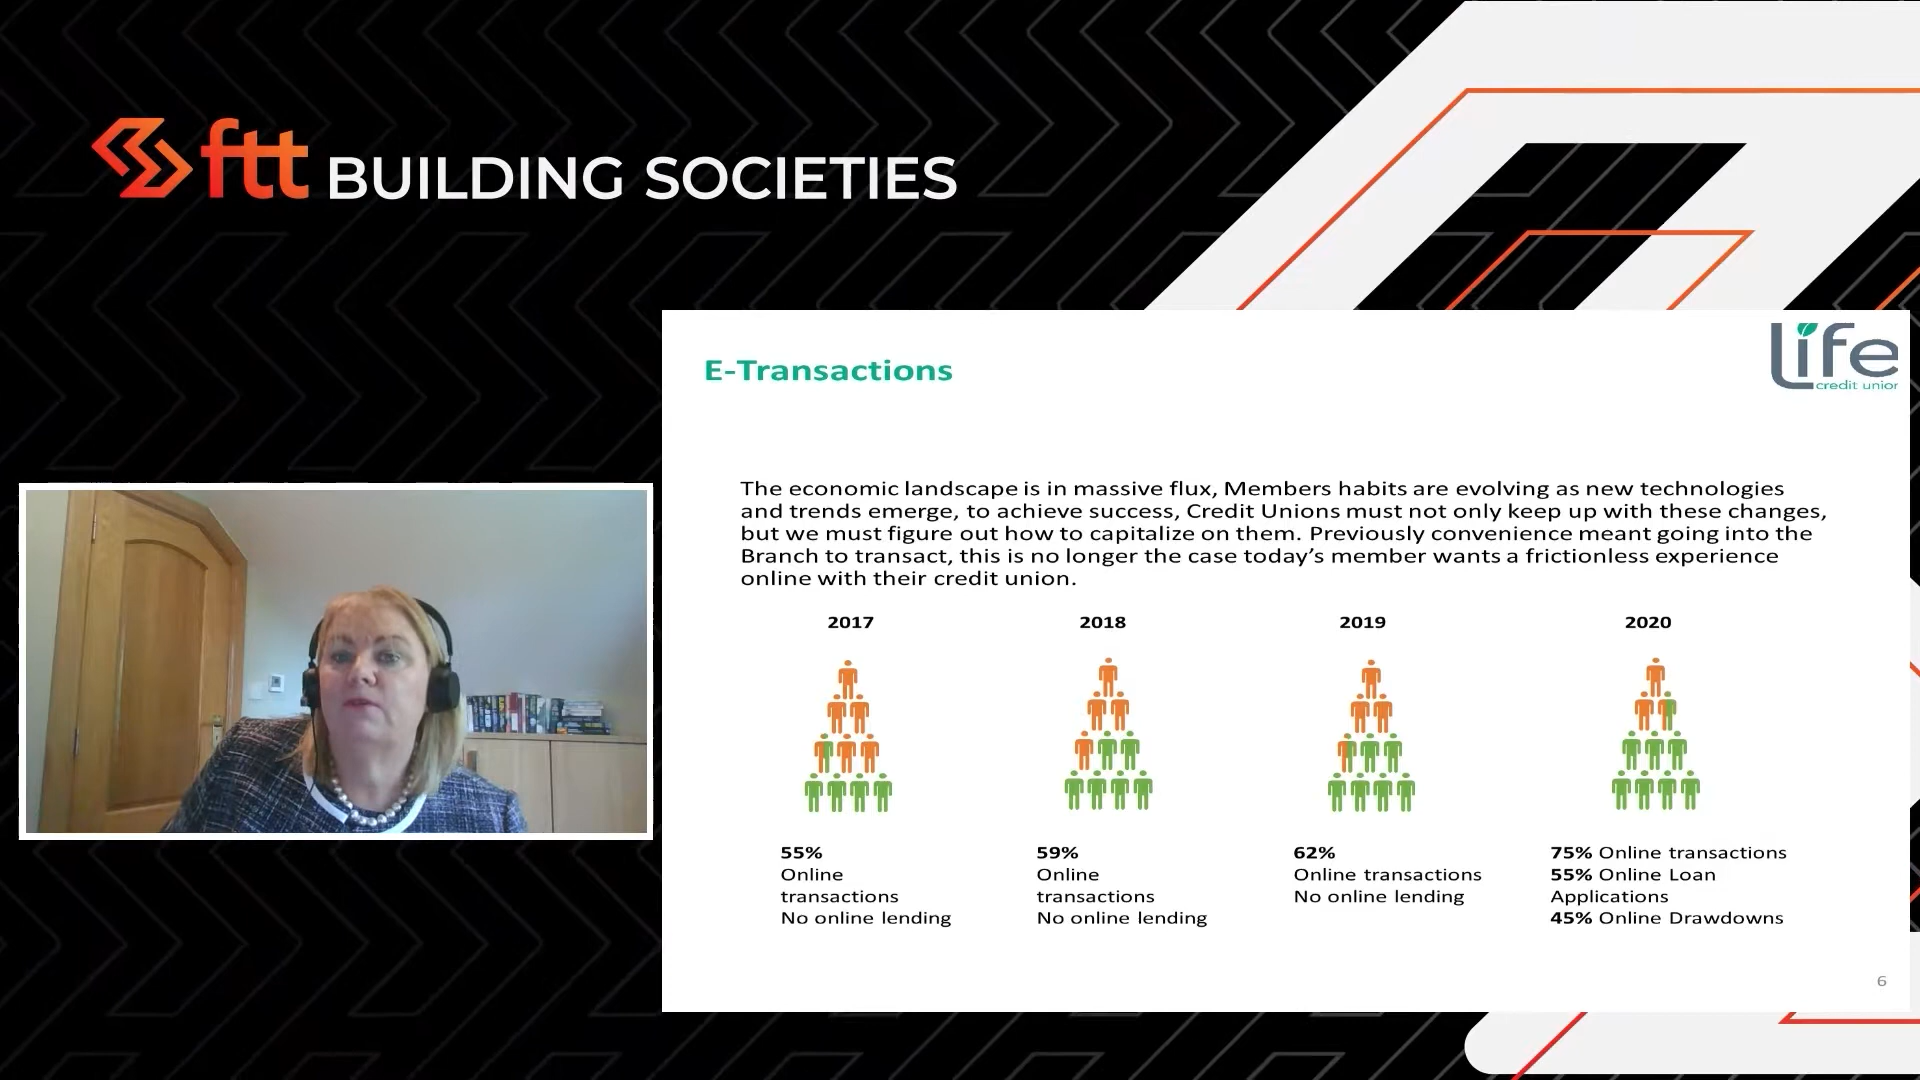 ftt BUILDING SOCIETIES
Life
credit union
E-Transactions
The economic landscape is in massive flux, Members habits are evolving as new technologies
and trends emerge, to achieve success, Credit Unions must not only keep up with these changes,
but we must figure out how to capitalize on them. Previously convenience meant going into the
Branch to transact, this is no longer the case today’s member wants a frictionless experience
online with their credit union.
2017
2018
2019
2020
55%
Online
transactions
No online lending
59%
Online
transactions
No online lending
62%
Online transactions
No online lending
75% Online transactions
55% Online Loan
Applications
45% Online Drawdowns
6